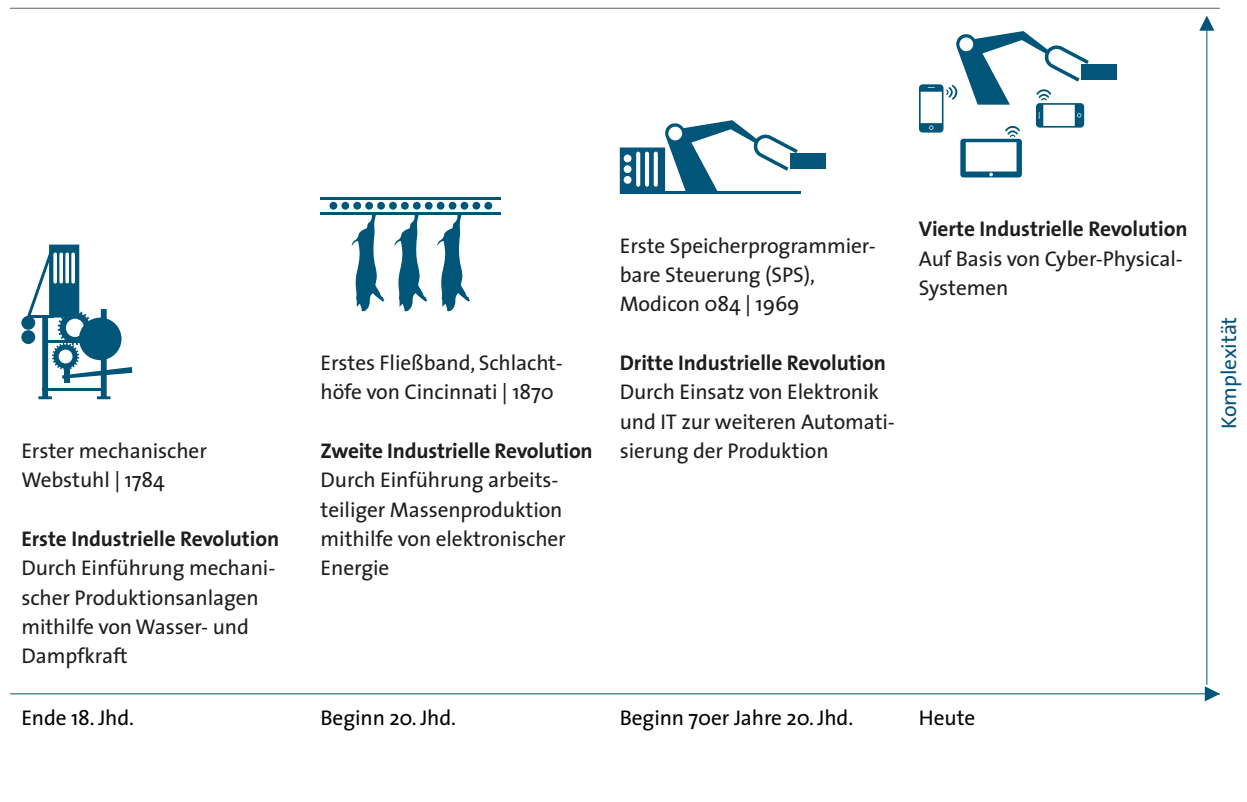 Erster mechanischer
Webstuhl | 1784
Erste Industrielle Revolution
Durch Einführung mechani-
scher Produktionsanlagen
mithilfe von Wasser- und
Dampfkraft
Erstes Fließband, Schlacht-
höfe von Cincinnati | 1870
Zweite Industrielle Revolution
Durch Einführung arbeits-
teiliger Massenproduktion
mithilfe von elektronischer
Energie
Erste Speicherprogrammier-
bare Steuerung (SPS),
Modicon 084 | 1969
Dritte Industrielle Revolution
Durch Einsatz von Elektronik
und IT zur weiteren Automati-
sierung der Produktion
Vierte Industrielle Revolution
Auf Basis von Cyber-Physical-
Systemen
Komplexität
Ende 18. Jhd.
Beginn 20. Jhd.
Beginn 70er Jahre 20. Jhd.
Heute